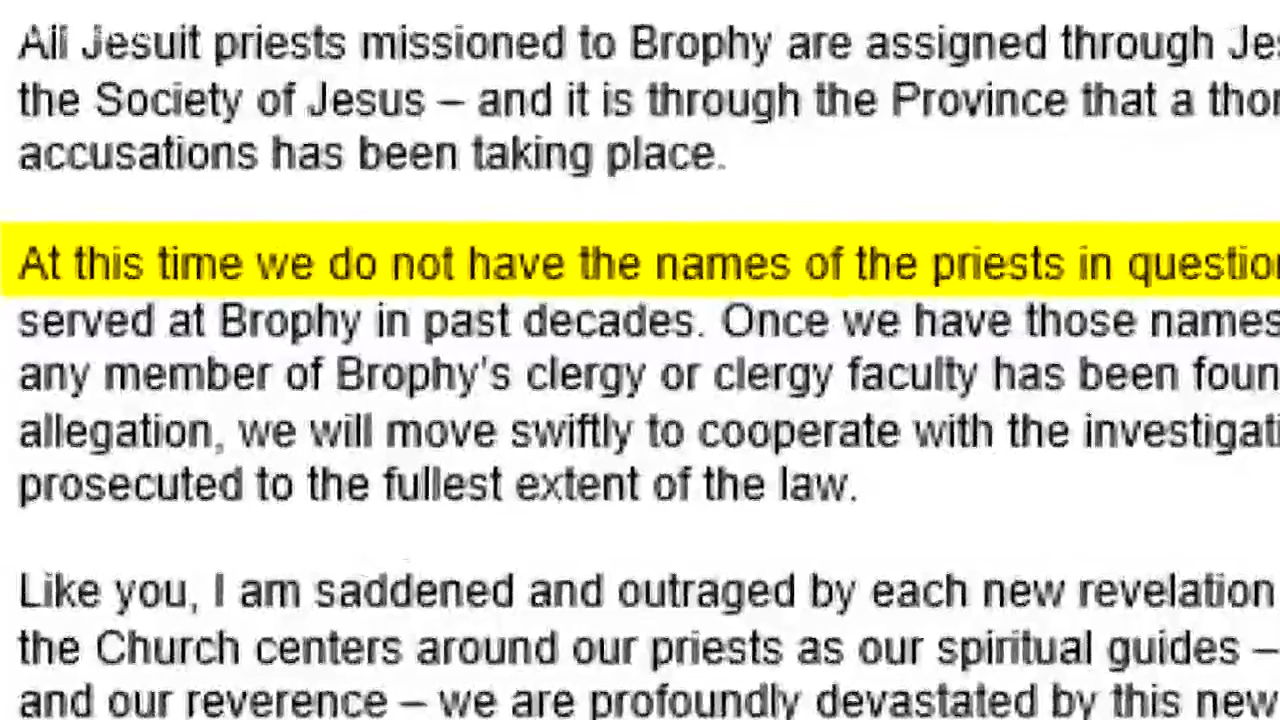 All Jesuit priests missioned to Brophy are assigned through Jes
the Society of Jesus – and it is through the Province that a thor
accusations has been taking place.
At this time we do not have the names of the priests in question
served at Brophy in past decades. Once we have those names
any member of Brophy's clergy or clergy faculty has been foun
allegation, we will move swiftly to cooperate with the investigati
prosecuted to the fullest extent of the law.
Like you, I am saddened and outraged by each new revelation
the Church centers around our priests as our spiritual guides –
and our reverence – we are profoundly devastated by this new